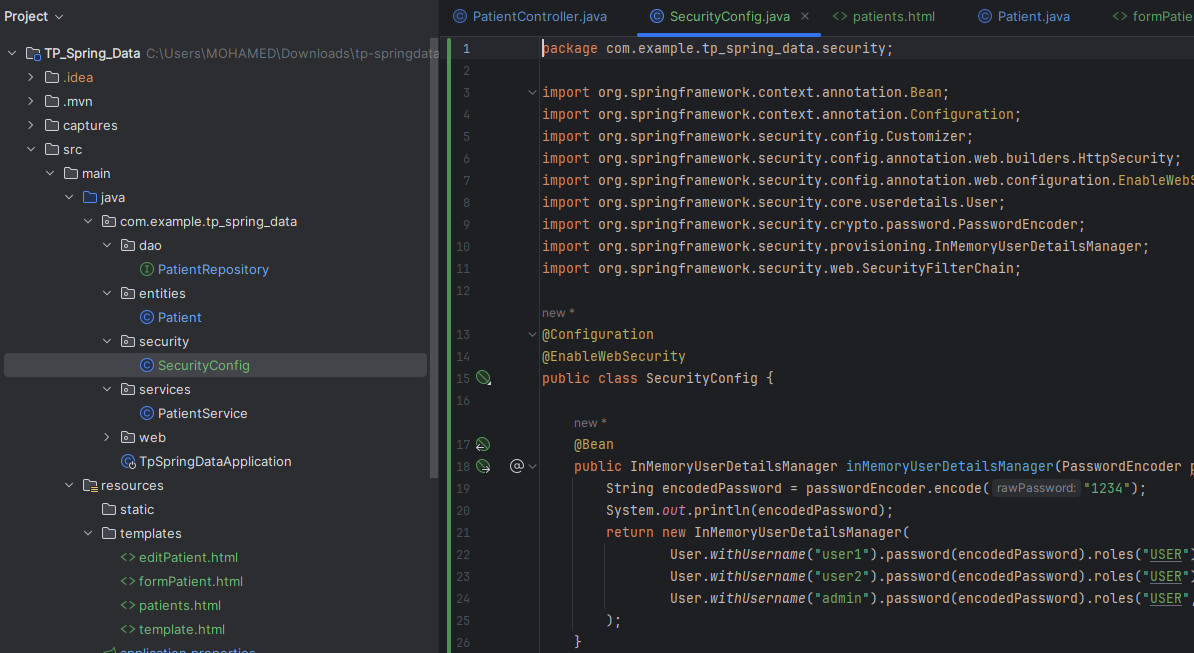 Project
PatientController.java
SecurityConfig.java
patients.html
Patient.java
formPatie
TP_Spring_Data C:\Users\MOHAMED\Downloads\tp-springdata
.idea
.mvn
captures
src
main
java
com.example.tp_spring_data
dao
PatientRepository
entities
Patient
security
SecurityConfig
services
PatientService
web
TpSpringDataApplication
resources
static
templates
editPatient.html
formPatient.html
patients.html
template.html
application.properties
1 package com.example.tp_spring_data.security;
2
3 import org.springframework.context.annotation.Bean;
4 import org.springframework.context.annotation.Configuration;
5 import org.springframework.security.config.Customizer;
6 import org.springframework.security.config.annotation.web.builders.HttpSecurity;
7 import org.springframework.security.config.annotation.web.configuration.EnableWebS
8 import org.springframework.security.core.userdetails.User;
9 import org.springframework.security.crypto.password.PasswordEncoder;
10 import org.springframework.security.provisioning.InMemoryUserDetailsManager;
11 import org.springframework.security.web.SecurityFilterChain;
12
new *
13 @Configuration
14 @EnableWebSecurity
15 public class SecurityConfig {
16
new *
17 @Bean
18 @ public InMemoryUserDetailsManager inMemoryUserDetailsManager(PasswordEncoder p
19 String encodedPassword = passwordEncoder.encode( rawPassword: "1234");
20 System.out.println(encodedPassword);
21 return new InMemoryUserDetailsManager(
22 User.withUsername("user1").password(encodedPassword).roles("USER")
23 User.withUsername("user2").password(encodedPassword).roles("USER")
24 User.withUsername("admin").password(encodedPassword).roles("USER",
25 );
26 }